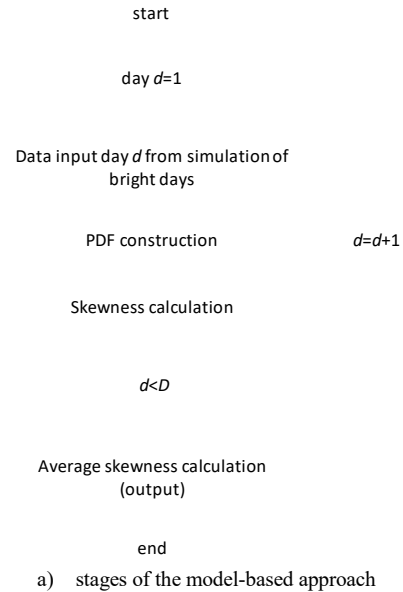 start
day d=1
Data input day d from simulation of
bright days
PDF construction
d=d+1
Skewness calculation
d<D
Average skewness calculation
(output)
end
a) stages of the model-based approach